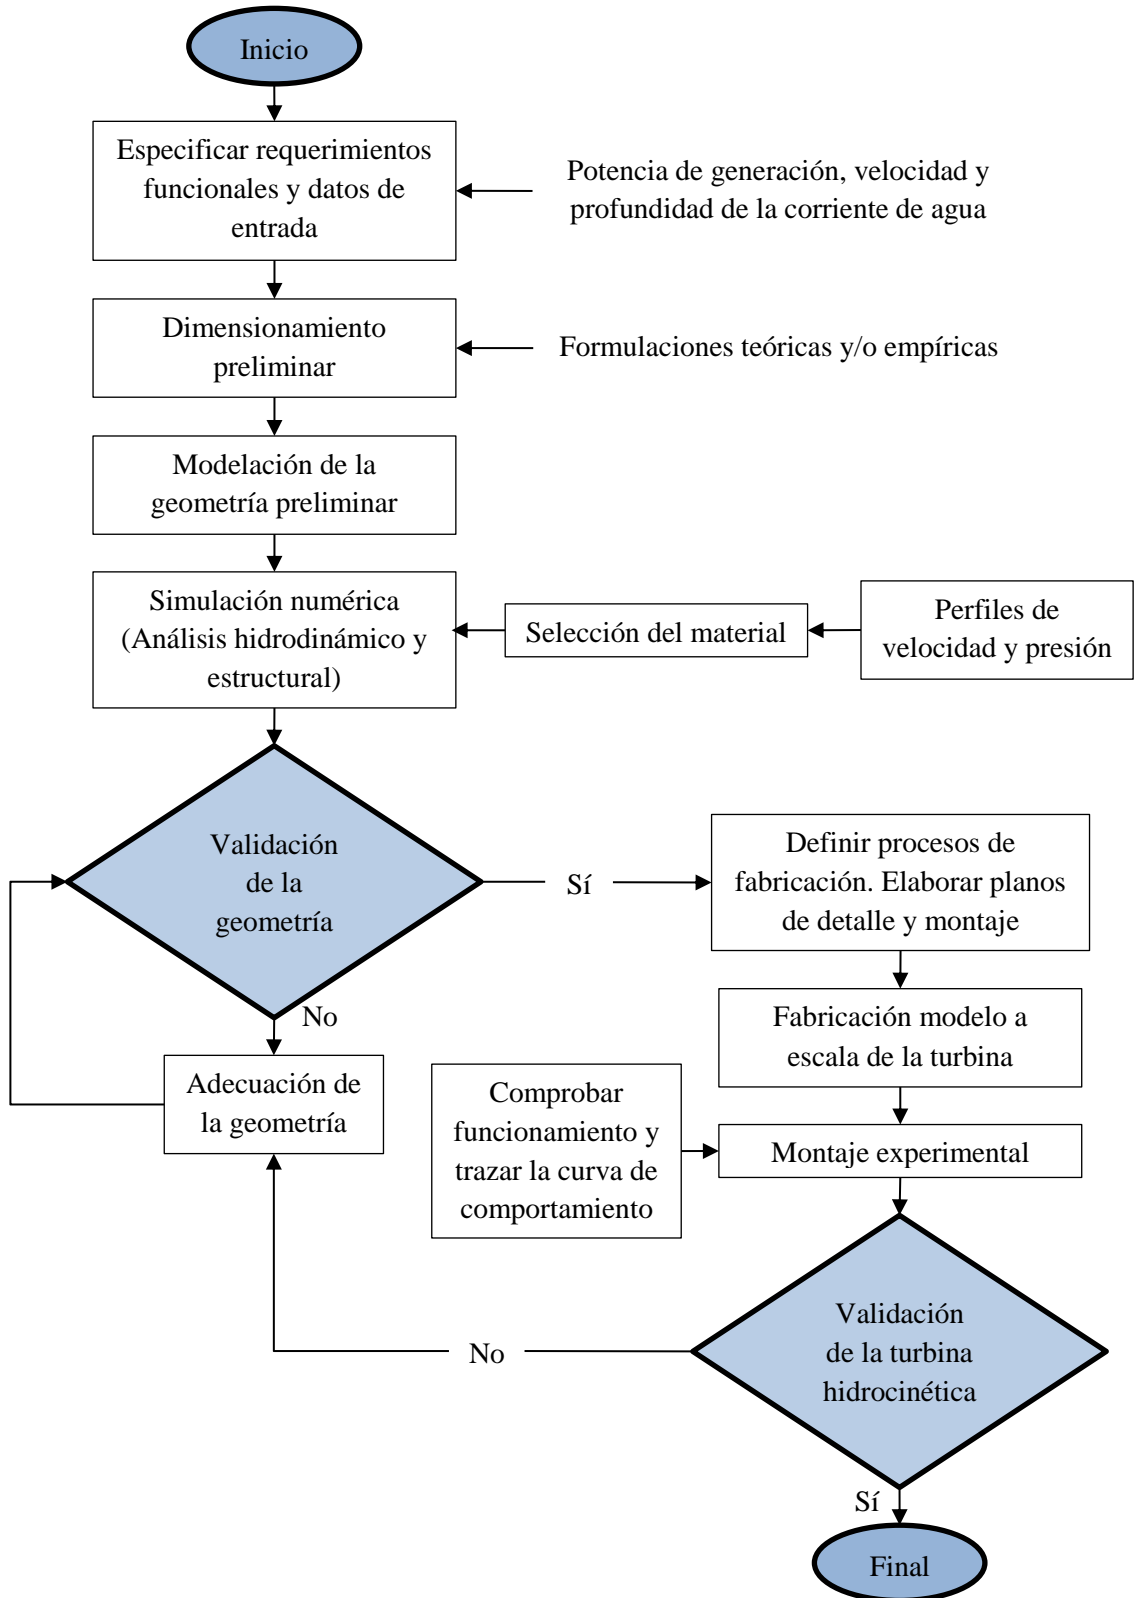 Inicio
Especificar requerimientos
funcionales y datos de
entrada
Potencia de generación, velocidad y
profundidad de la corriente de agua
Dimensionamiento
preliminar
Formulaciones teóricas y/o empíricas
Modelación de la
geometría preliminar
Simulación numérica
(Análisis hidrodinámico y
estructural)
Selección del material
Perfiles de
velocidad y presión
Validación
de la
geometría
Sí
Definir procesos de
fabricación. Elaborar planos
de detalle y montaje
No
Fabricación modelo a
escala de la turbina
Adecuación de
la geometría
Comprobar
funcionamiento y
trazar la curva de
comportamiento
Montaje experimental
Validación
de la turbina
hidrocinética
No
Sí
Final